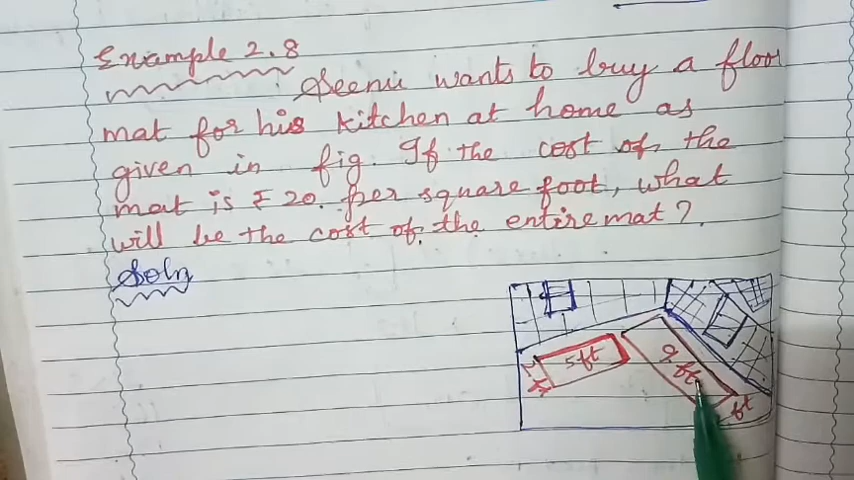 Example 2.8
Seenu wants to buy a floor
mat for his kitchen at home as
given in fig. If the cost of the
mat is ₹ 20. per square foot, what
will be the cost of the entire mat?
Soln
5ft
9 ft
ft